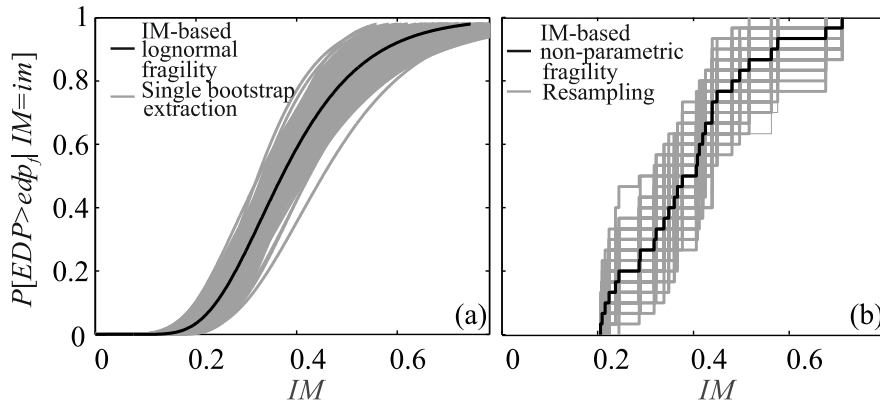 P[EDP>edp_f| IM=im]
1
0.8
0.6
0.4
0.2
0
IM-based
lognormal
fragility
Single bootstrap
extraction
(a)
0 0.2 0.4 0.6
IM
IM-based
non-parametric
fragility
Resampling
(b)
0 0.2 0.4 0.6
IM